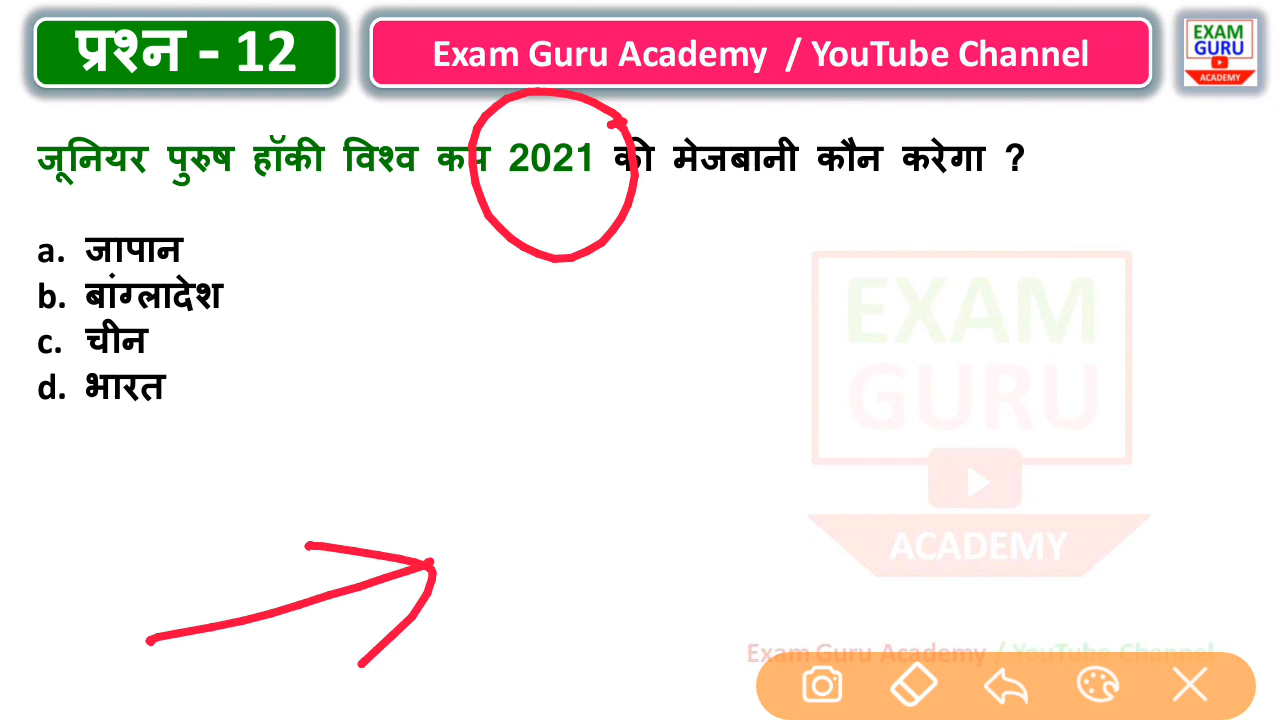 प्रश्न - 12
Exam Guru Academy / YouTube Channel
EXAM
GURU
ACADEMY
जूनियर पुरुष हॉकी विश्व कप 2021 की मेजबानी कौन करेगा ?
a. जापान
b. बांग्लादेश
c. चीन
d. भारत
EXAM
GURU
ACADEMY
Exam Guru Academy / YouTube Channel